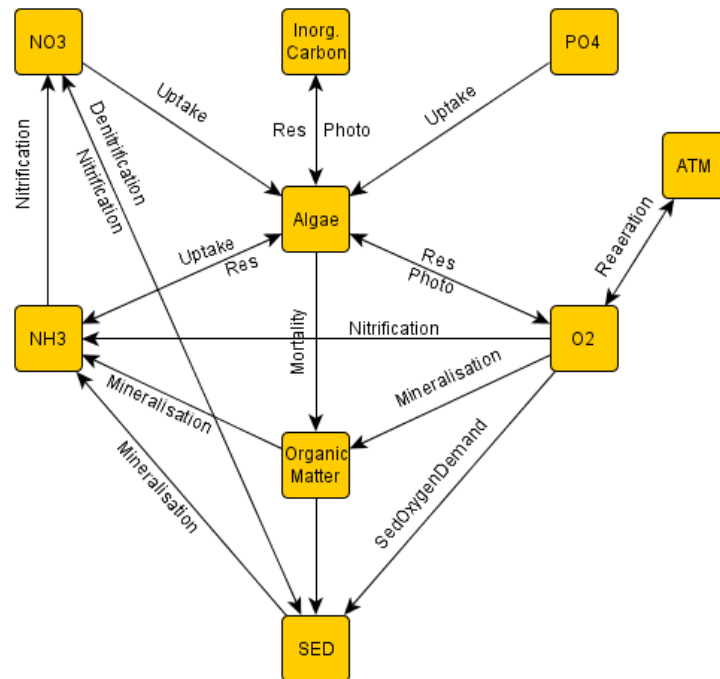 NO3
Inorg.
Carbon
PO4
Uptake
Denitrification
Nitrification
Res
Photo
Uptake
ATM
Nitrification
Algae
Reaeration
Uptake
Res
Res
Photo
NH3
Nitrification
O2
Mortality
Mineralisation
Mineralisation
Organic
Matter
Mineralisation
SedOxygenDemand
SED